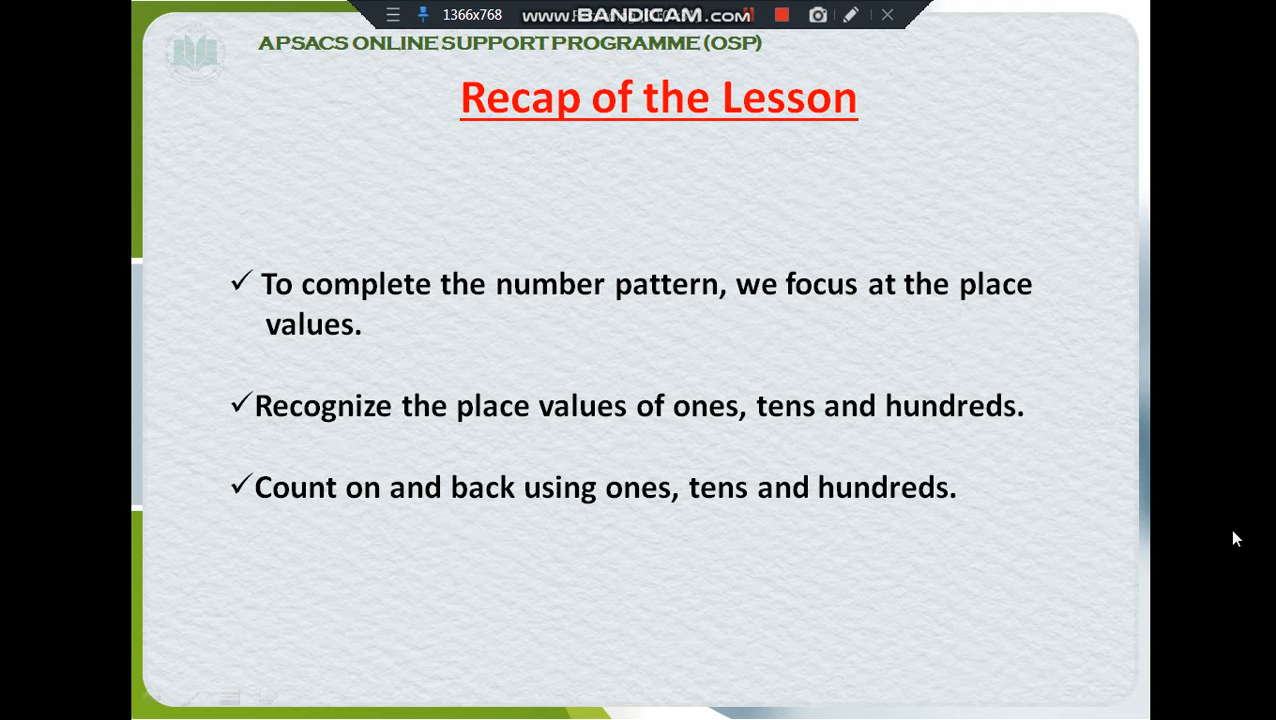 1366x768
www.BANDICAM.com
APSACS ONLINE SUPPORT PROGRAMME (OSP)
Recap of the Lesson
✓ To complete the number pattern, we focus at the place
values.
✓Recognize the place values of ones, tens and hundreds.
✓Count on and back using ones, tens and hundreds.